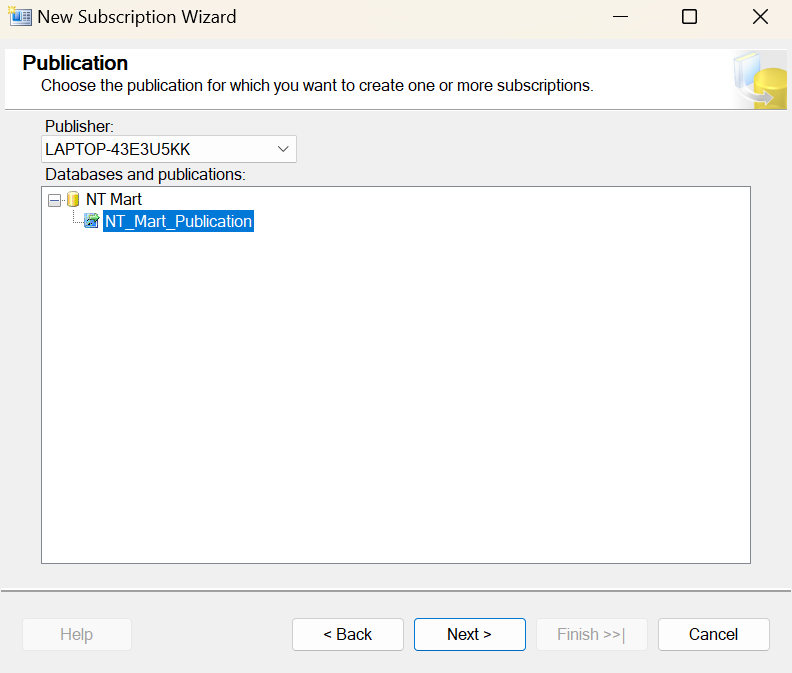 New Subscription Wizard
Publication
Choose the publication for which you want to create one or more subscriptions.
Publisher:
LAPTOP-43E3U5KK
Databases and publications:
NT Mart
NT_Mart_Publication
Help
< Back
Next >
Finish >>|
Cancel